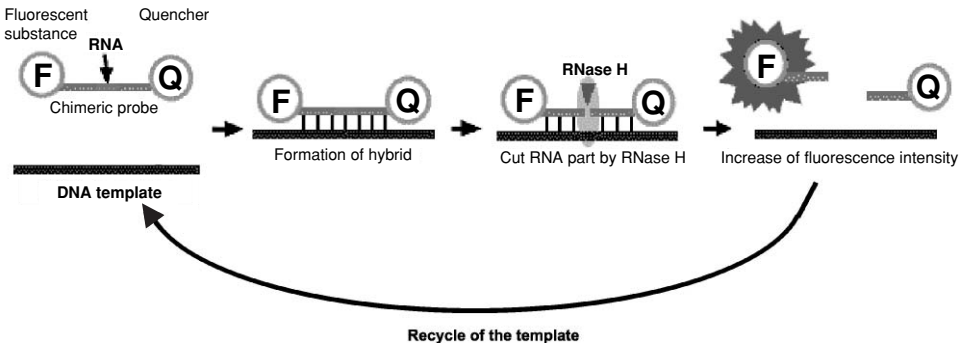 Fluorescent
substance
Quencher
RNA
F
Q
Chimeric probe
DNA template
F
Q
Formation of hybrid
RNase H
F
Q
Cut RNA part by RNase H
F
Q
Increase of fluorescence intensity
Recycle of the template